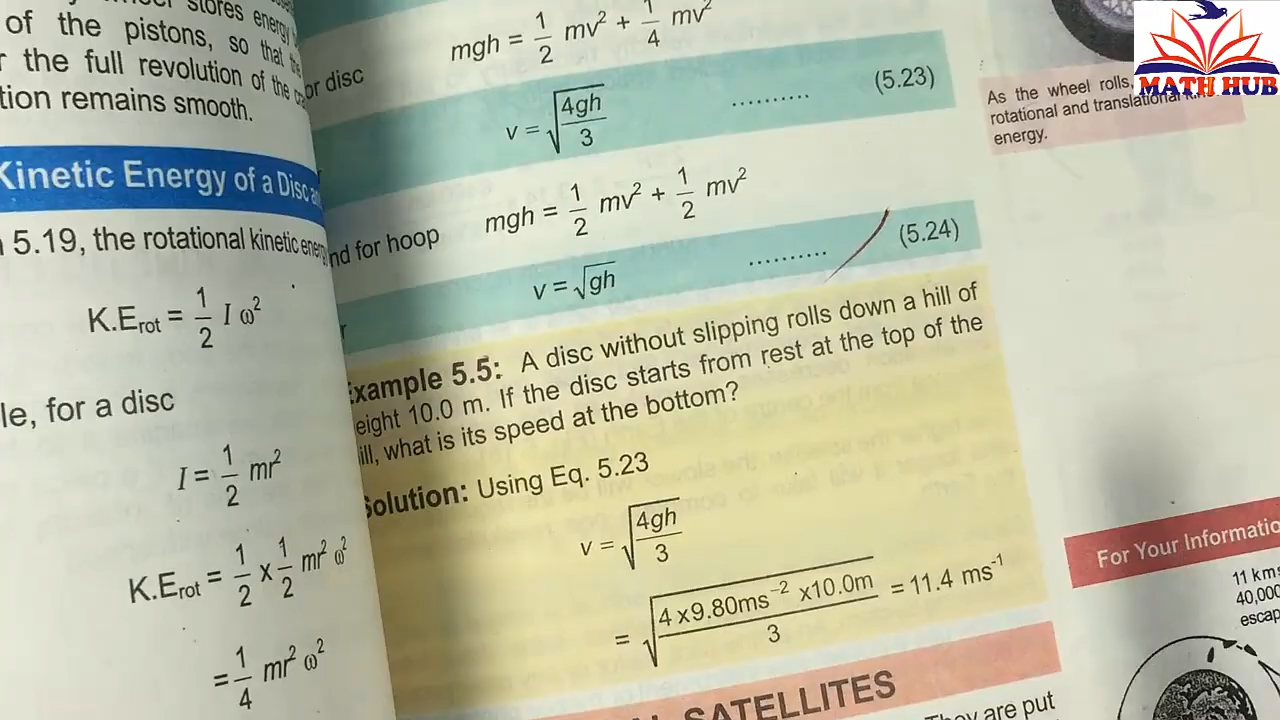 stores energy
of the pistons, so that the
the full revolution of the
tion remains smooth.
Kinetic Energy of a Disc
5.19, the rotational kinetic
K.Erot = 1/2 I ω²
le, for a disc
I = 1/2 mr²
K.Erot = 1/2 x 1/2 mr² ω²
= 1/4 mr² ω²
or disc
mgh = 1/2 mv² + 1/4 mv²
v = √(4gh/3) .......... (5.23)
nd for hoop
mgh = 1/2 mv² + 1/2 mv²
v = √gh .......... (5.24)
Example 5.5: A disc without slipping rolls down a hill of
eight 10.0 m. If the disc starts from rest at the top of the
ill, what is its speed at the bottom?
Solution: Using Eq. 5.23
v = √(4gh/3)
= √(4 x 9.80ms⁻² x 10.0m / 3) = 11.4 ms⁻¹
SATELLITES
They are put
MATH HUB
As the wheel rolls,
rotational and translational
energy.
For Your Informatio
11 kms
40,000
escap